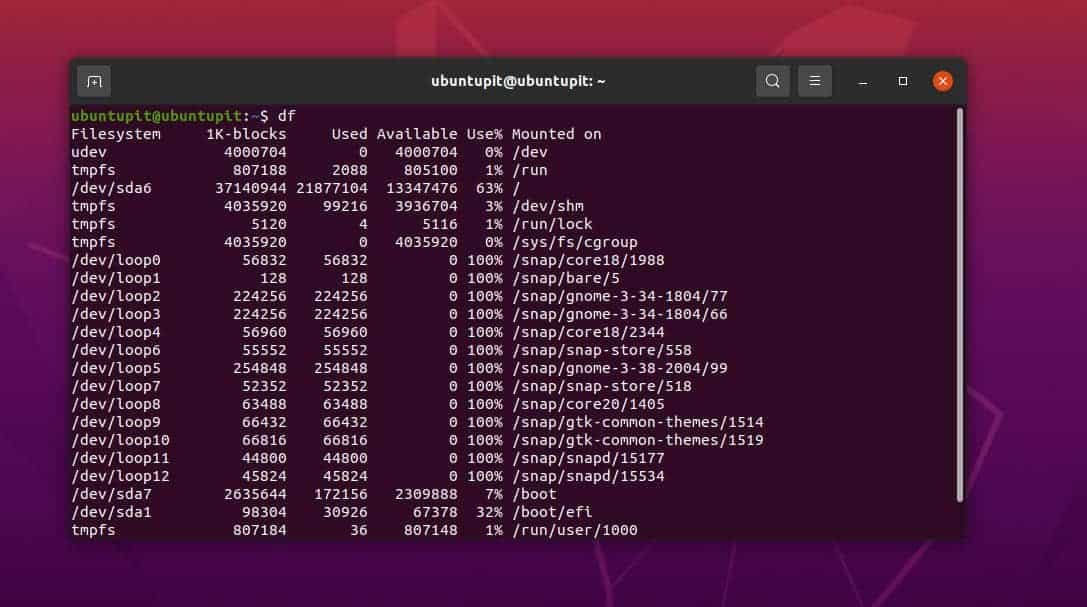 ubuntupit@ubuntupit: ~
ubuntupit@ubuntupit:~$ df
Filesystem     1K-blocks     Used Available Use% Mounted on
udev             4000704        0   4000704   0% /dev
tmpfs             807188     2088    805100   1% /run
/dev/sda6       37140944 21877104  13347476  63% /
tmpfs            4035920    99216   3936704   3% /dev/shm
tmpfs               5120        4      5116   1% /run/lock
tmpfs            4035920        0   4035920   0% /sys/fs/cgroup
/dev/loop0         56832    56832         0 100% /snap/core18/1988
/dev/loop1           128      128         0 100% /snap/bare/5
/dev/loop2        224256   224256         0 100% /snap/gnome-3-34-1804/77
/dev/loop3        224256   224256         0 100% /snap/gnome-3-34-1804/66
/dev/loop4         56960    56960         0 100% /snap/core18/2344
/dev/loop6         55552    55552         0 100% /snap/snap-store/558
/dev/loop5        254848   254848         0 100% /snap/gnome-3-38-2004/99
/dev/loop7         52352    52352         0 100% /snap/snap-store/518
/dev/loop8         63488    63488         0 100% /snap/core20/1405
/dev/loop9         66432    66432         0 100% /snap/gtk-common-themes/1514
/dev/loop10        66816    66816         0 100% /snap/gtk-common-themes/1519
/dev/loop11        44800    44800         0 100% /snap/snapd/15177
/dev/loop12        45824    45824         0 100% /snap/snapd/15534
/dev/sda7        2635644   172156   2309888   7% /boot
/dev/sda1          98304    30926     67378  32% /boot/efi
tmpfs             807184       36    807148   1% /run/user/1000